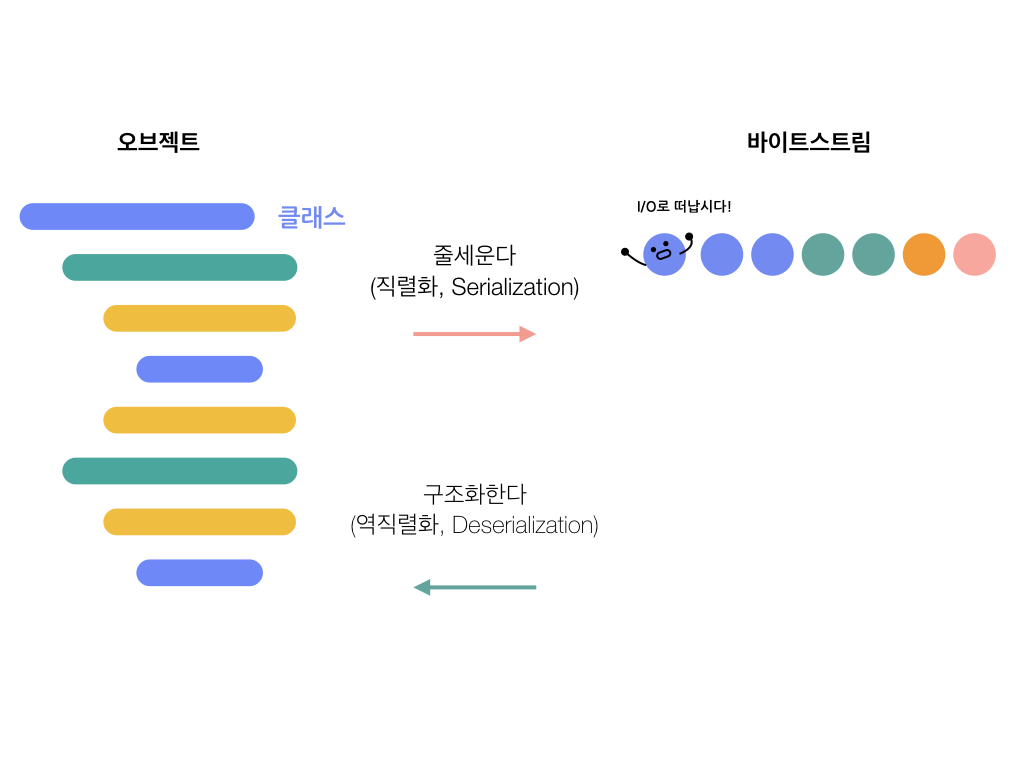 오브젝트
바이트스트림
I/O로 떠납시다!
클래스
줄세운다
(직렬화, Serialization)
구조화한다
(역직렬화, Deserialization)